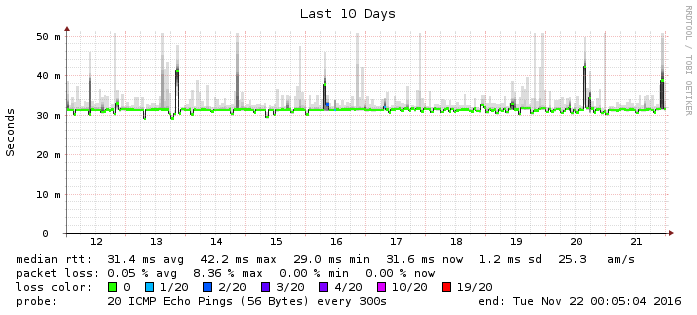 Last 10 Days
RRDTOOL / TOBI OETIKER
Seconds
50 m
40 m
30 m
20 m
10 m
0
12 13 14 15 16 17 18 19 20 21
median rtt: 31.4 ms avg 42.2 ms max 29.0 ms min 31.6 ms now 1.2 ms sd 25.3 am/s
packet loss: 0.05 % avg 8.36 % max 0.00 % min 0.00 % now
loss color: 0 1/20 2/20 3/20 4/20 10/20 19/20
probe: 20 ICMP Echo Pings (56 Bytes) every 300s end: Tue Nov 22 00:05:04 2016